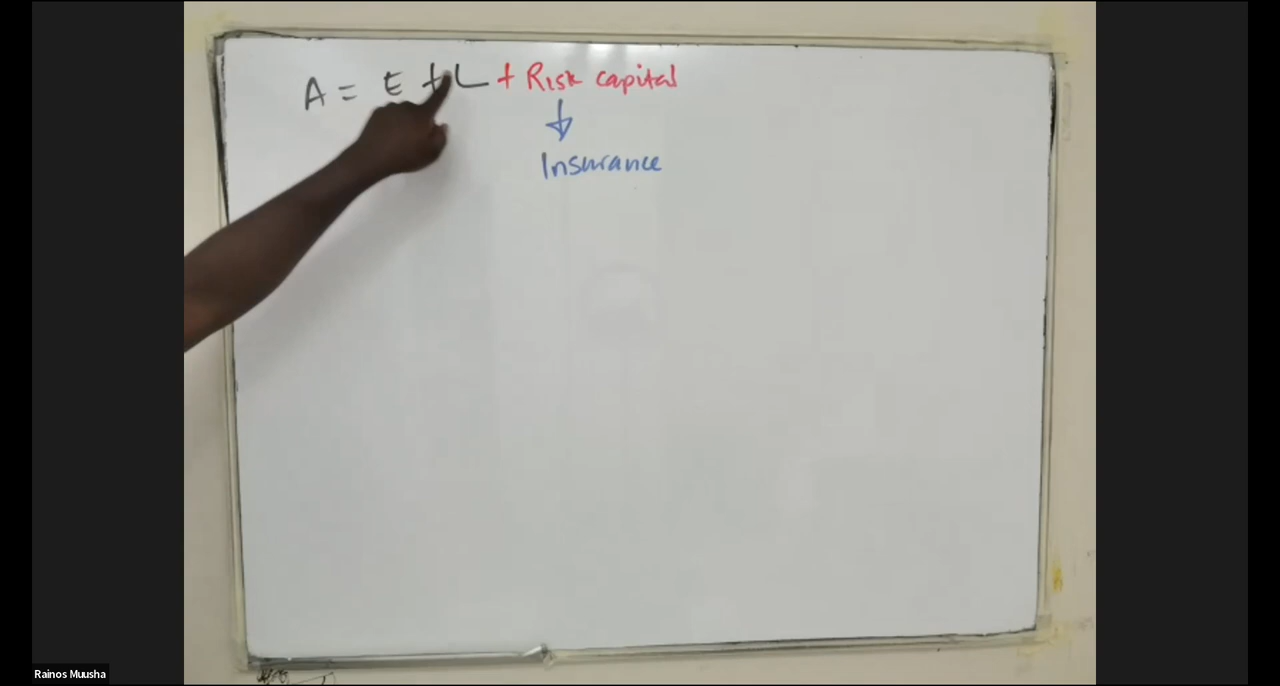 A = E + L + Risk capital
↓
Insurance
Rainos Muusha